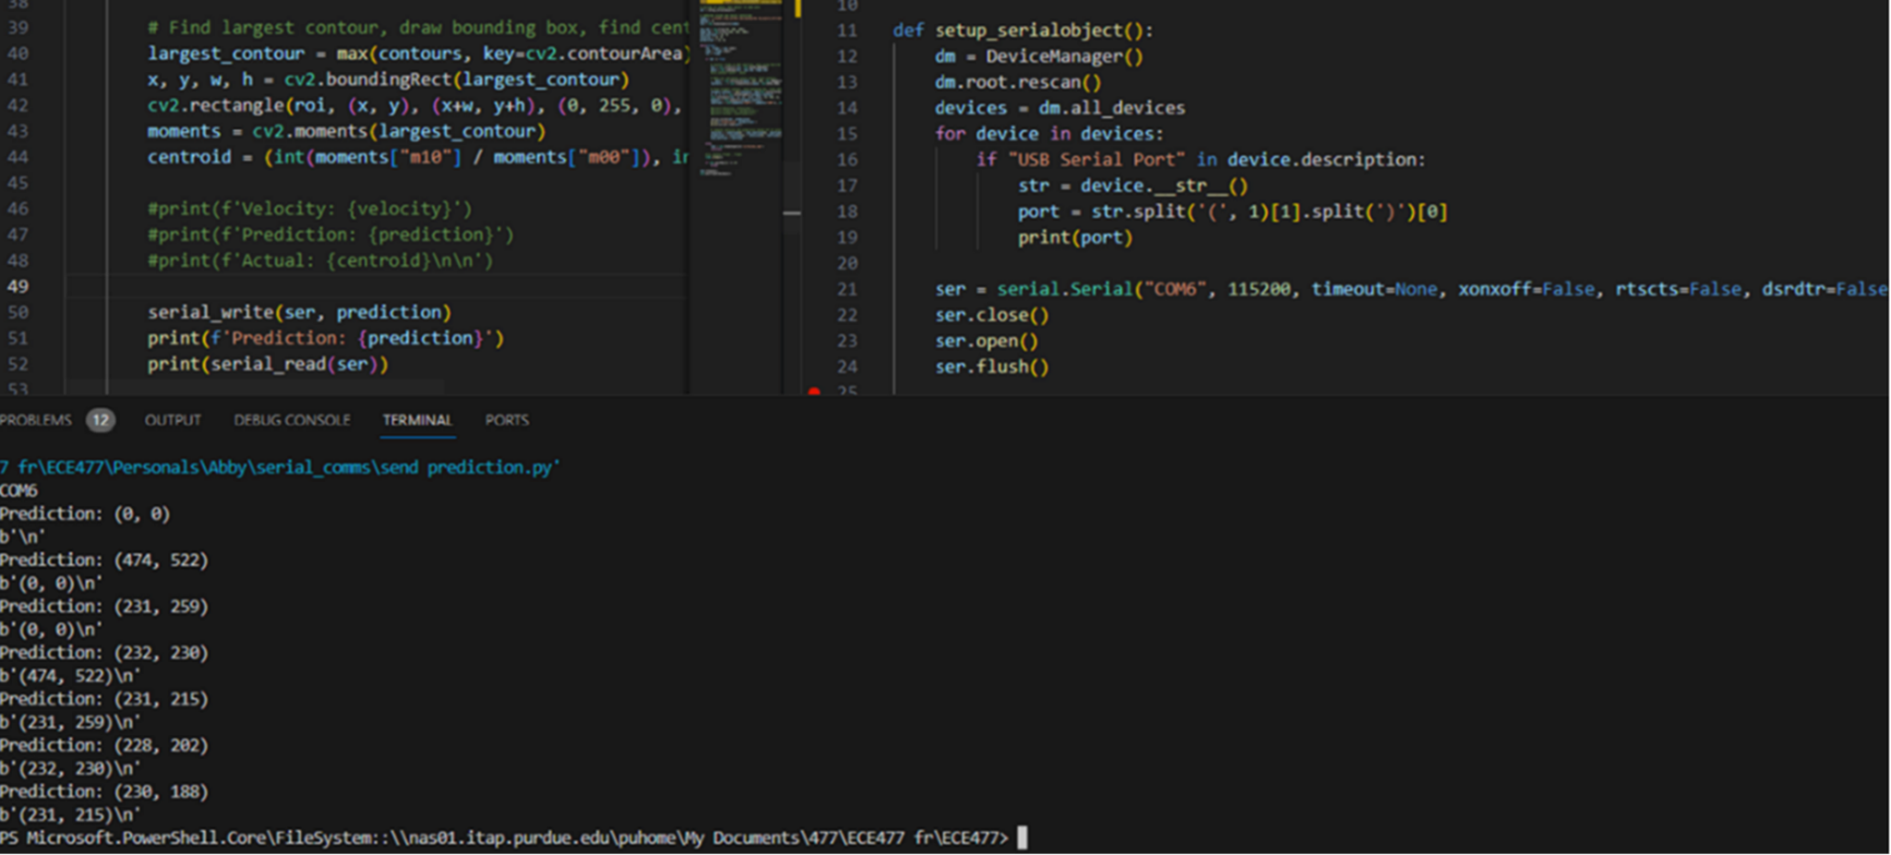 38
39 # Find largest contour, draw bounding box, find cent
40 largest_contour = max(contours, key=cv2.contourArea)
41 x, y, w, h = cv2.boundingRect(largest_contour)
42 cv2.rectangle(roi, (x, y), (x+w, y+h), (0, 255, 0),
43 moments = cv2.moments(largest_contour)
44 centroid = (int(moments["m10"] / moments["m00"]), in
45
46 #print(f'Velocity: {velocity}')
47 #print(f'Prediction: {prediction}')
48 #print(f'Actual: {centroid}\n\n')
49
50 serial_write(ser, prediction)
51 print(f'Prediction: {prediction}')
52 print(serial_read(ser))
53
10
11 def setup_serialobject():
12 dm = DeviceManager()
13 dm.root.rescan()
14 devices = dm.all_devices
15 for device in devices:
16 if "USB Serial Port" in device.description:
17 str = device.__str__()
18 port = str.split('(', 1)[1].split(')')[0]
19 print(port)
20
21 ser = serial.Serial("COM6", 115200, timeout=None, xonxoff=False, rtscts=False, dsrdtr=False
22 ser.close()
23 ser.open()
24 ser.flush()
25
PROBLEMS 12 OUTPUT DEBUG CONSOLE TERMINAL PORTS
7 fr\ECE477\Personals\Abby\serial_comms\send prediction.py'
COM6
Prediction: (0, 0)
b'\n'
Prediction: (474, 522)
b'(0, 0)\n'
Prediction: (231, 259)
b'(0, 0)\n'
Prediction: (232, 230)
b'(474, 522)\n'
Prediction: (231, 215)
b'(231, 259)\n'
Prediction: (228, 202)
b'(232, 230)\n'
Prediction: (230, 188)
b'(231, 215)\n'
PS Microsoft.PowerShell.Core\FileSystem::\\nas01.itap.purdue.edu\puhome\My Documents\477\ECE477 fr\ECE477>